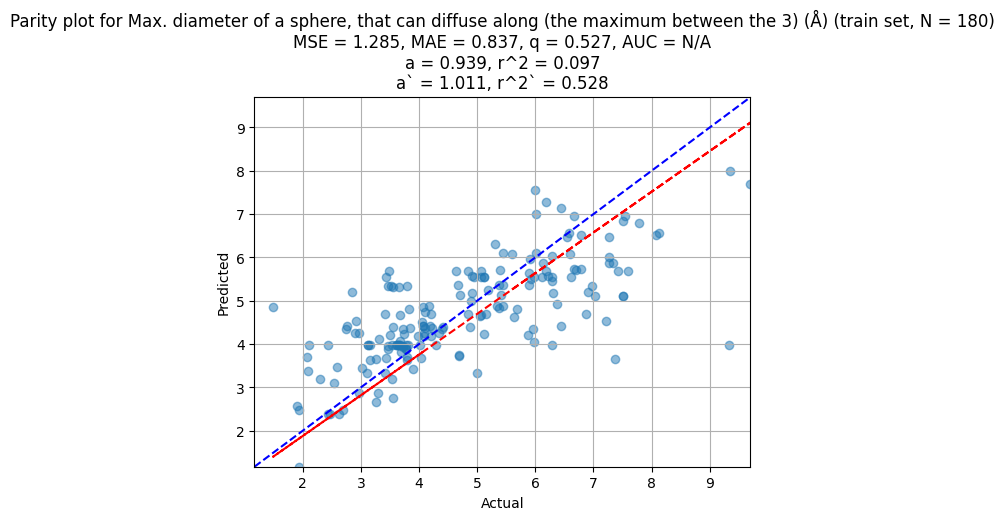 Parity plot for Max. diameter of a sphere, that can diffuse along (the maximum between the 3) (Å) (train set, N = 180)
MSE = 1.285, MAE = 0.837, q = 0.527, AUC = N/A
a = 0.939, r^2 = 0.097
a` = 1.011, r^2` = 0.528
9
8
7
6
5
4
3
2
Predicted
2 3 4 5 6 7 8 9
Actual